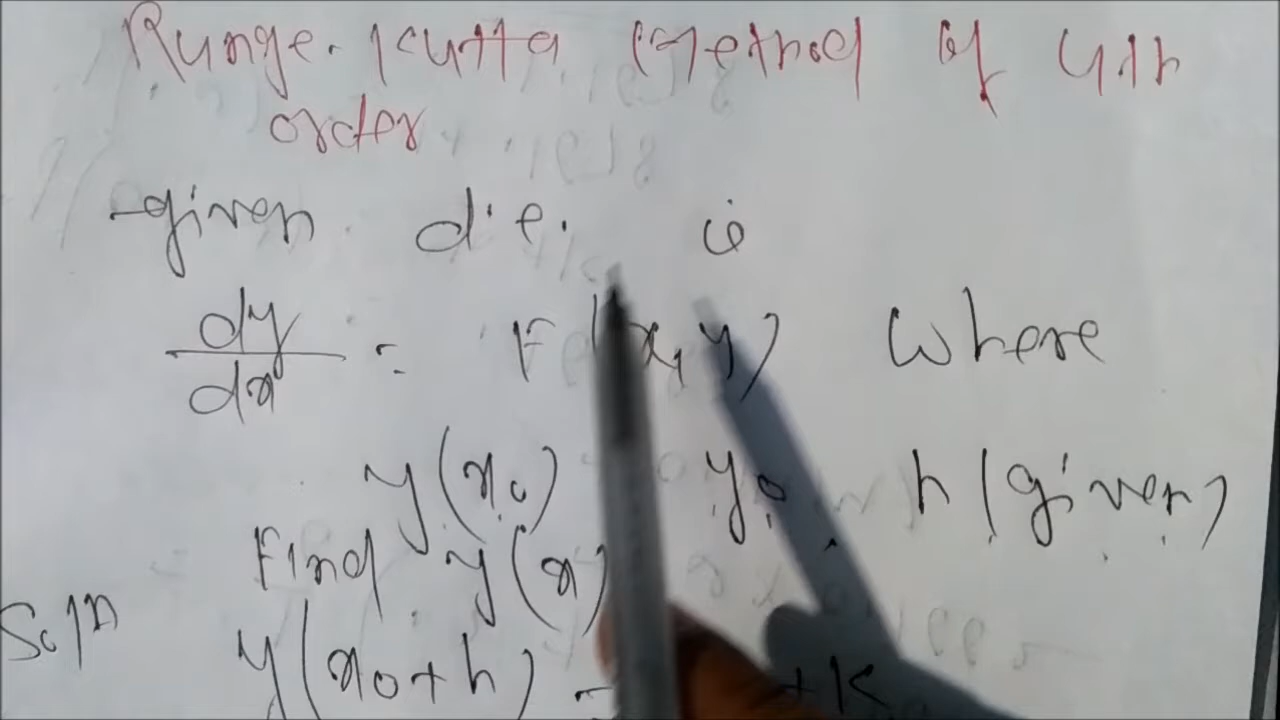 Runge-Kutta Method of 4th
order
given d.e. is
dy/dx = F(x, y) where
y(x0) y0 h (given)
Find y(x)
Soln
y(x0+h) = +K